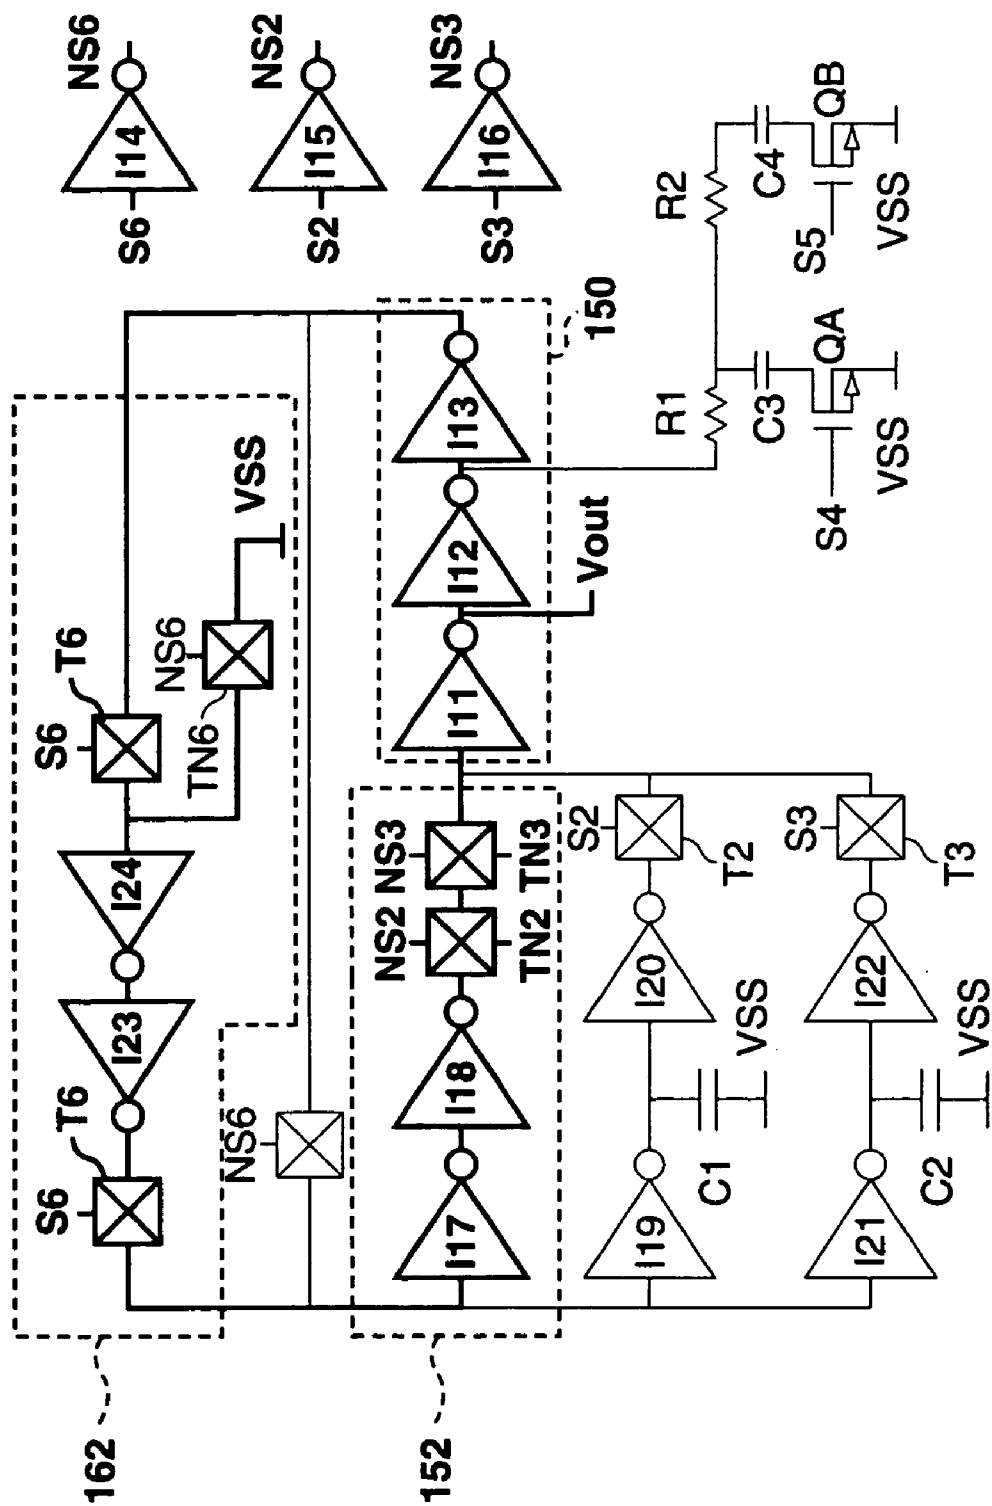 162
S6
T6
S6
T6
NS6
I23
I24
S6
I14
NS6
TN6
VSS
NS6
NS2
S2
I15
NS2
NS3
NS3
152
I17
I18
I11
I12
I13
S3
I16
TN2
TN3
Vout
150
S2
I19
I20
R1
R2
C1
T2
VSS
C3
C4
S3
S4
QA
S5
QB
I21
I22
VSS
VSS
C2
T3
VSS